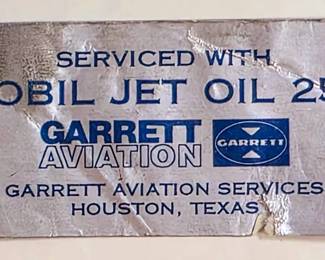 SERVICED WITH
OBIL JET OIL 25
GARRETT
AVIATION
GARRETT
GARRETT AVIATION SERVICES
HOUSTON, TEXAS